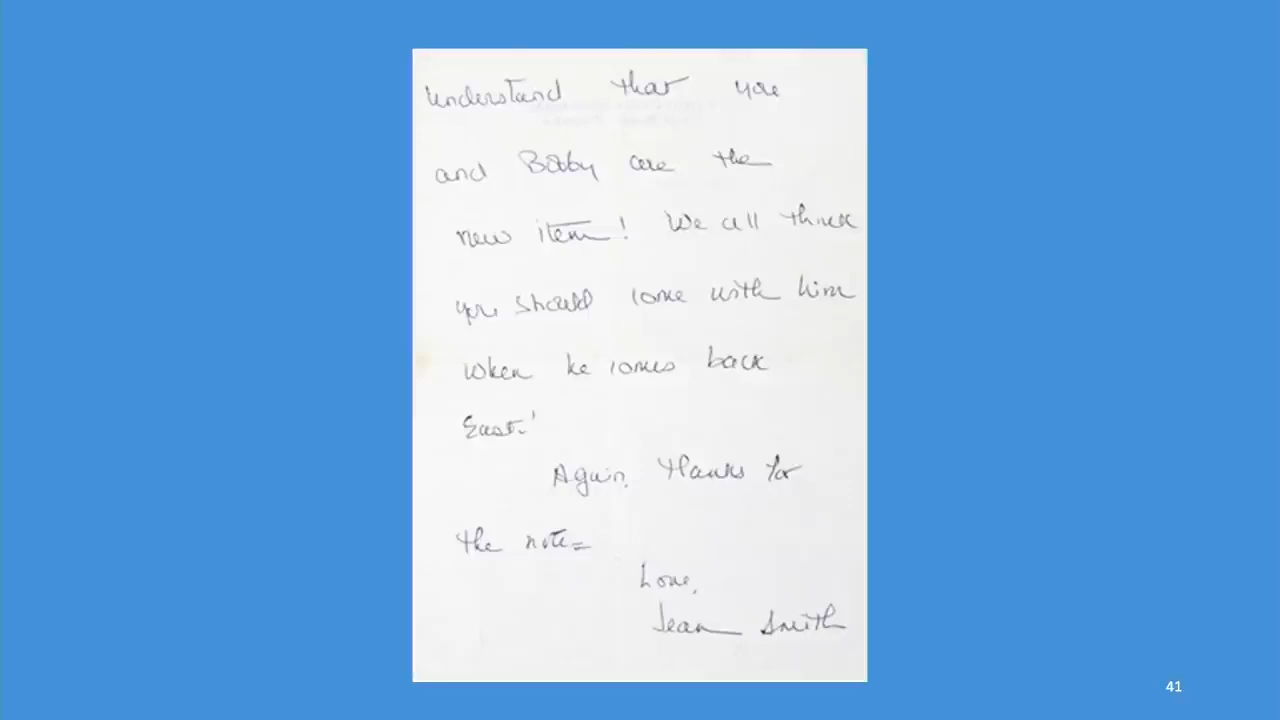 Understand that you
and Bobby are the
new item! We all think
you should come with him
when he comes back
East!
Again, thanks for
the note—
Love,
Jean Smith
41